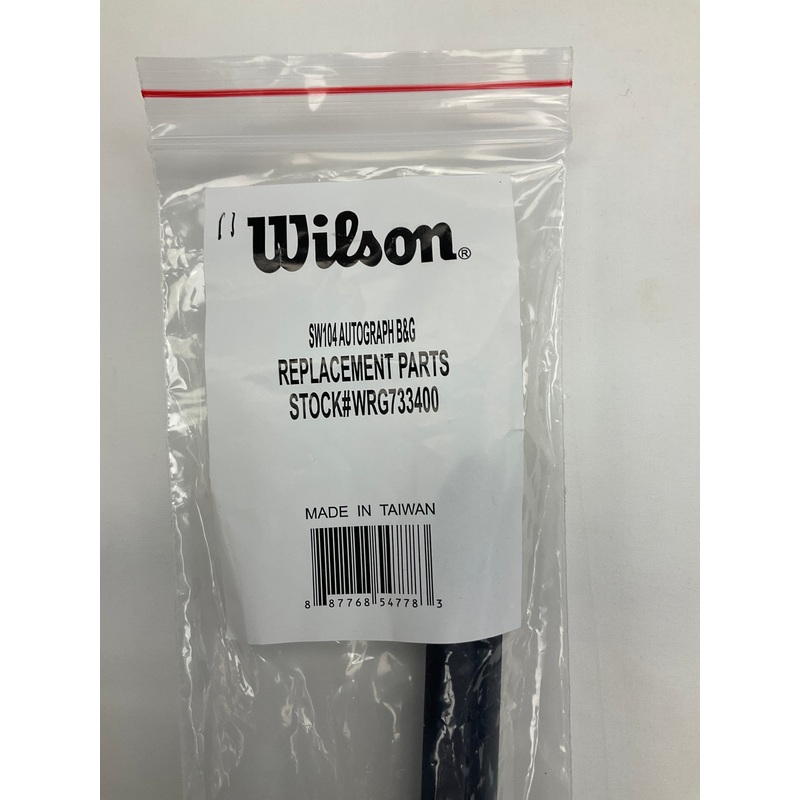 Wilson®
SW104 AUTOGRAPH B&G
REPLACEMENT PARTS
STOCK#WRG733400
MADE IN TAIWAN
8 87768 54778 3